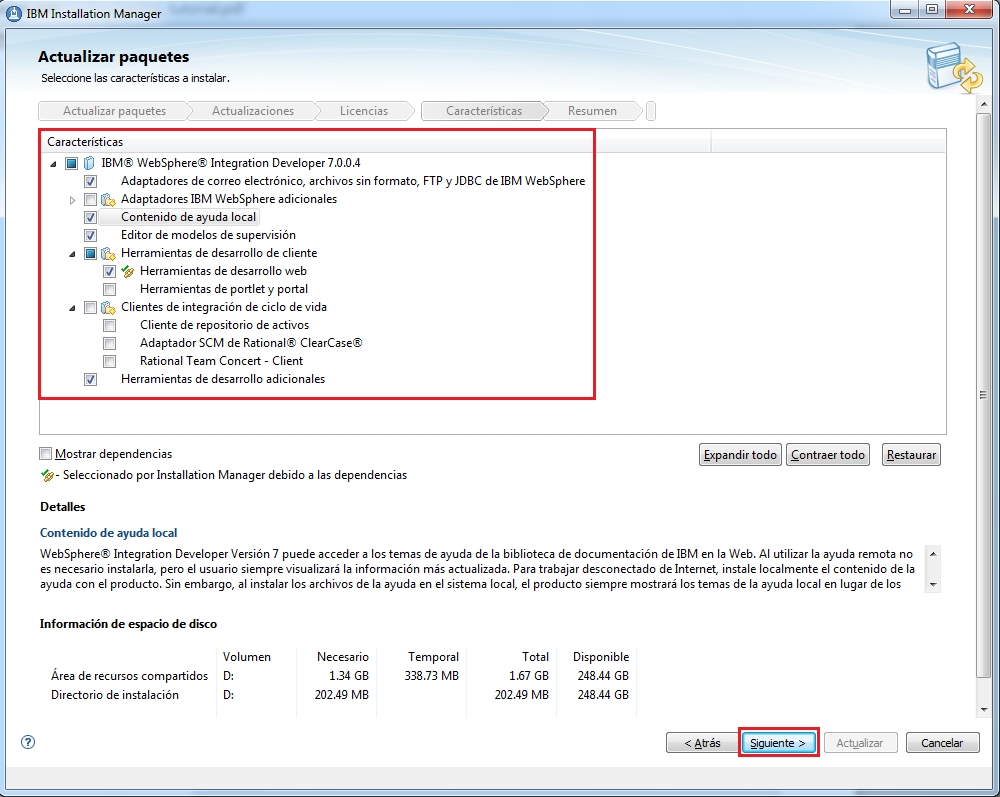 IBM Installation Manager
tutorial.pdf
Actualizar paquetes
Seleccione las características a instalar.
Actualizar paquetes
Actualizaciones
Licencias
Características
Resumen
Características
IBM® WebSphere® Integration Developer 7.0.0.4
Adaptadores de correo electrónico, archivos sin formato, FTP y JDBC de IBM WebSphere
Adaptadores IBM WebSphere adicionales
Contenido de ayuda local
Editor de modelos de supervisión
Herramientas de desarrollo de cliente
Herramientas de desarrollo web
Herramientas de portlet y portal
Clientes de integración de ciclo de vida
Cliente de repositorio de activos
Adaptador SCM de Rational® ClearCase®
Rational Team Concert - Client
Herramientas de desarrollo adicionales
Mostrar dependencias
Expandir todo
Contraer todo
Restaurar
- Seleccionado por Installation Manager debido a las dependencias
Detalles
Contenido de ayuda local
WebSphere® Integration Developer Versión 7 puede acceder a los temas de ayuda de la biblioteca de documentación de IBM en la Web. Al utilizar la ayuda remota no
es necesario instalarla, pero el usuario siempre visualizará la información más actualizada. Para trabajar desconectado de Internet, instale localmente el contenido de la
ayuda con el producto. Sin embargo, al instalar los archivos de la ayuda en el sistema local, el producto siempre mostrará los temas de la ayuda local en lugar de los
Información de espacio de disco
Volumen Necesario Temporal Total Disponible
Área de recursos compartidos D: 1.34 GB 338.73 MB 1.67 GB 248.44 GB
Directorio de instalación D: 202.49 MB 202.49 MB 248.44 GB
?
< Atrás
Siguiente >
Actualizar
Cancelar